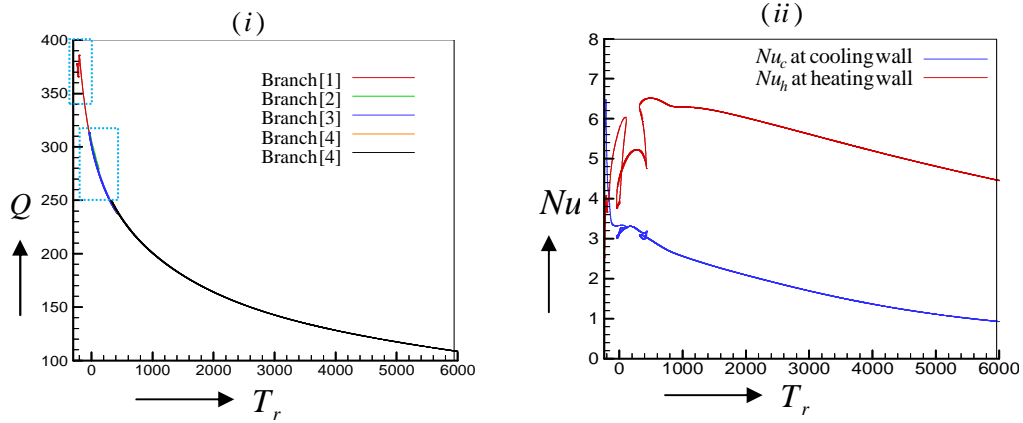 (i)
400
350
300
250
200
150
100
Q
Branch[1]
Branch[2]
Branch[3]
Branch[4]
Branch[4]
0 1000 2000 3000 4000 5000 6000
T_r
(ii)
8
7
6
5
4
3
2
1
0
Nu
Nu_c at cooling wall
Nu_h at heating wall
0 1000 2000 3000 4000 5000 6000
T_r